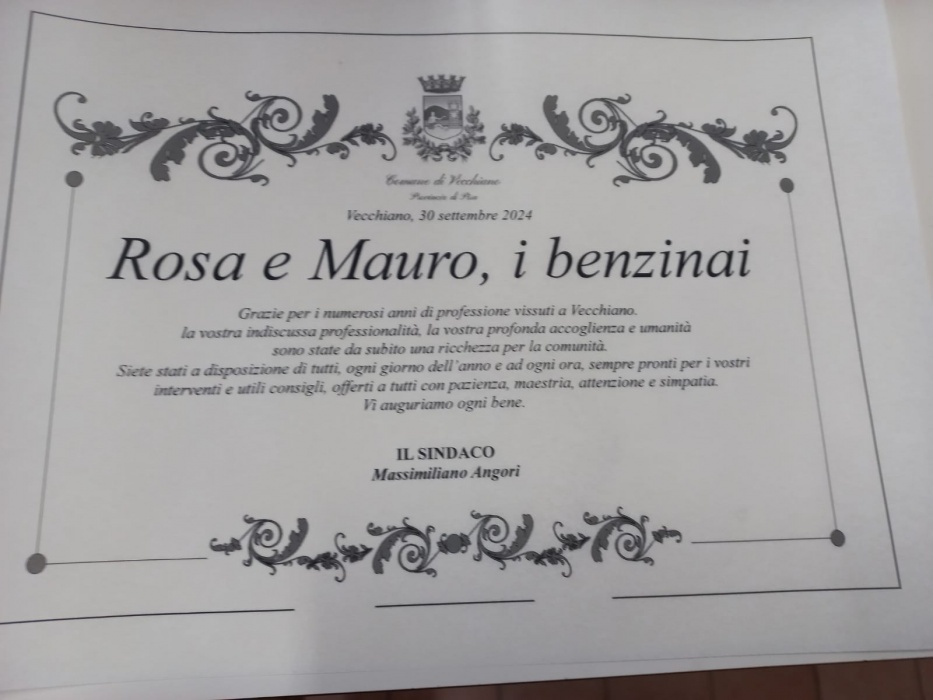 Comune di Vecchiano
Provincia di Pisa
Vecchiano, 30 settembre 2024
Rosa e Mauro, i benzinai
Grazie per i numerosi anni di professione vissuti a Vecchiano.
la vostra indiscussa professionalità, la vostra profonda accoglienza e umanità
sono state da subito una ricchezza per la comunità.
Siete stati a disposizione di tutti, ogni giorno dell'anno e ad ogni ora, sempre pronti per i vostri
interventi e utili consigli, offerti a tutti con pazienza, maestria, attenzione e simpatia.
Vi auguriamo ogni bene.
IL SINDACO
Massimiliano Angori